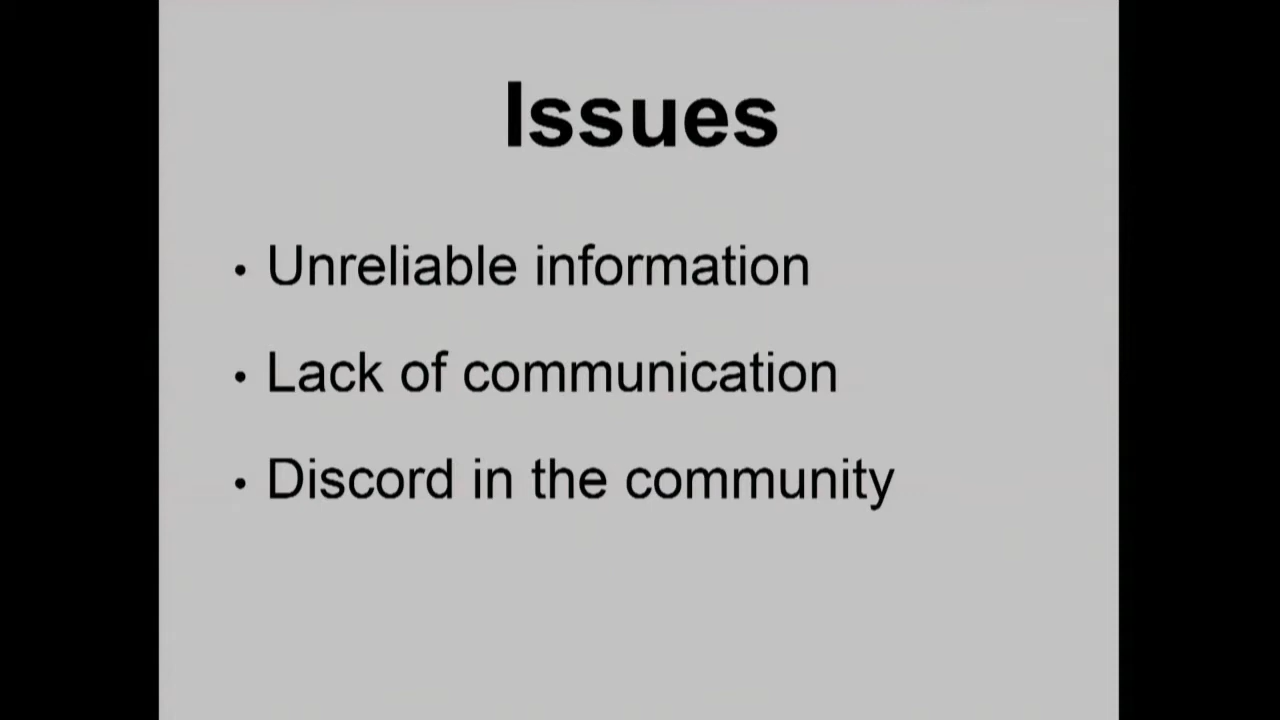 Issues
• Unreliable information
• Lack of communication
• Discord in the community